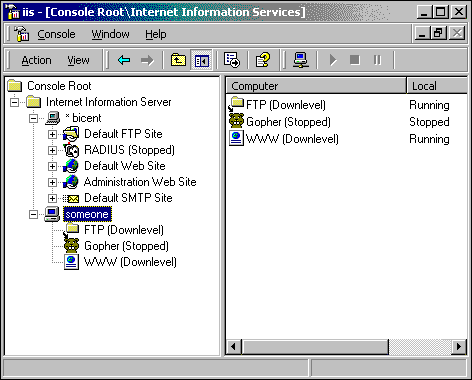 iis - [Console Root\Internet Information Services]
Console Window Help
Action View
Console Root
Internet Information Server
* bicent
Default FTP Site
RADIUS (Stopped)
Default Web Site
Administration Web Site
Default SMTP Site
someone
FTP (Downlevel)
Gopher (Stopped)
WWW (Downlevel)
Computer Local
FTP (Downlevel) Running
Gopher (Stopped) Stopped
WWW (Downlevel) Running